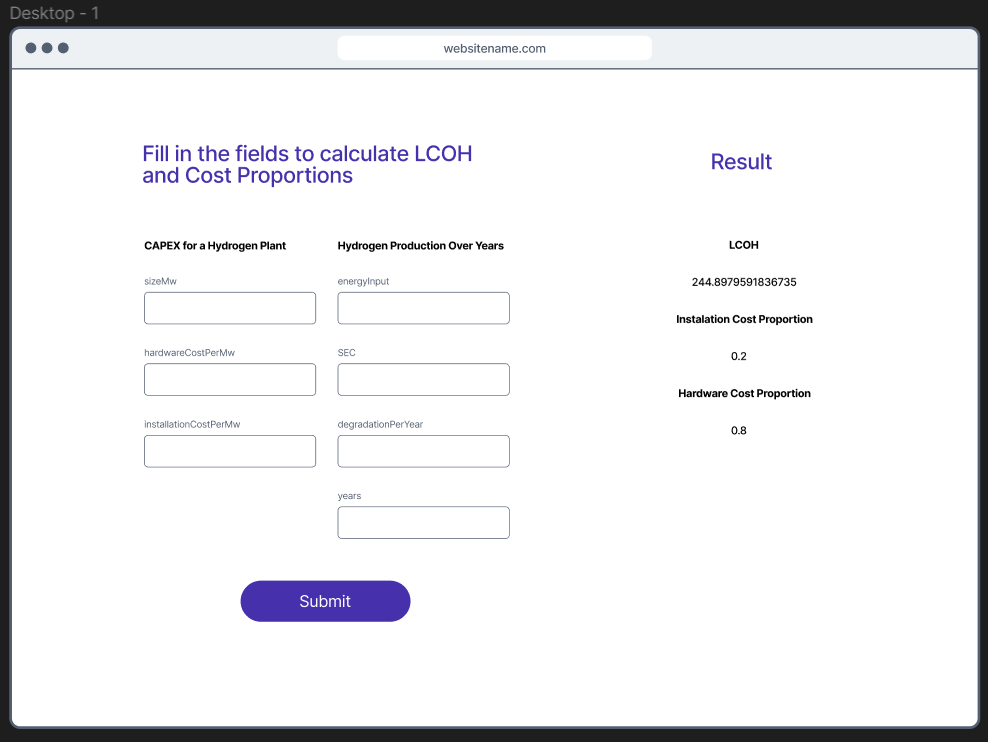 Desktop - 1
websitename.com
Fill in the fields to calculate LCOH
and Cost Proportions
CAPEX for a Hydrogen Plant
sizeMw
hardwareCostPerMw
installationCostPerMw
Hydrogen Production Over Years
energyInput
SEC
degradationPerYear
years
Submit
Result
LCOH
244.8979591836735
Instalation Cost Proportion
0.2
Hardware Cost Proportion
0.8